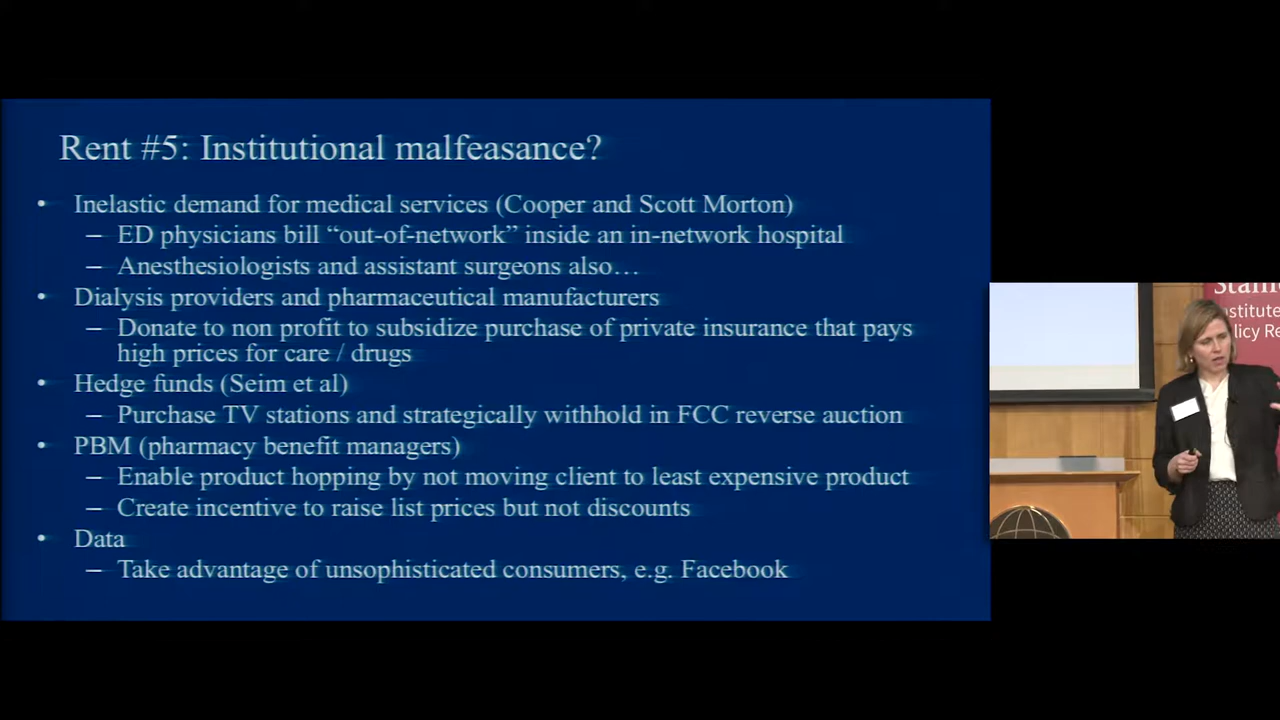 Rent #5: Institutional malfeasance?
• Inelastic demand for medical services (Cooper and Scott Morton)
– ED physicians bill “out-of-network” inside an in-network hospital
– Anesthesiologists and assistant surgeons also…
• Dialysis providers and pharmaceutical manufacturers
– Donate to non profit to subsidize purchase of private insurance that pays
high prices for care / drugs
• Hedge funds (Seim et al)
– Purchase TV stations and strategically withhold in FCC reverse auction
• PBM (pharmacy benefit managers)
– Enable product hopping by not moving client to least expensive product
– Create incentive to raise list prices but not discounts
• Data
– Take advantage of unsophisticated consumers, e.g. Facebook